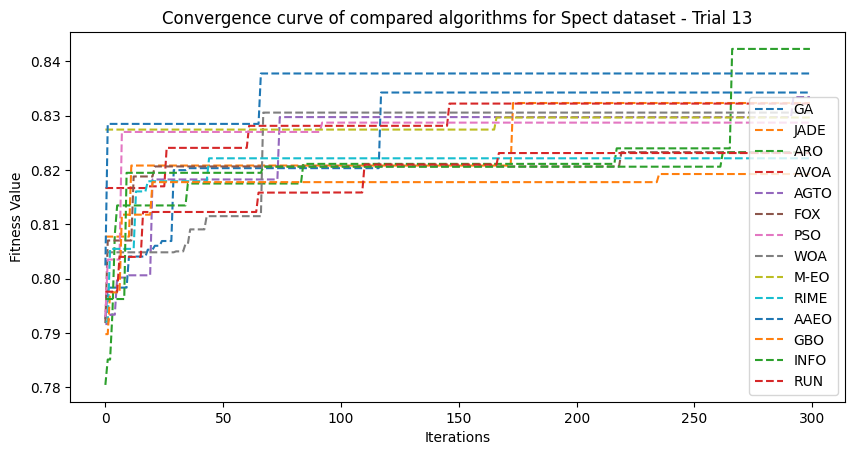 Convergence curve of compared algorithms for Spect dataset - Trial 13
Fitness Value
0.84
0.83
0.82
0.81
0.80
0.79
0.78
0
50
100
150
200
250
300
Iterations
GA
JADE
ARO
AVOA
AGTO
FOX
PSO
WOA
M-EO
RIME
AAEO
GBO
INFO
RUN